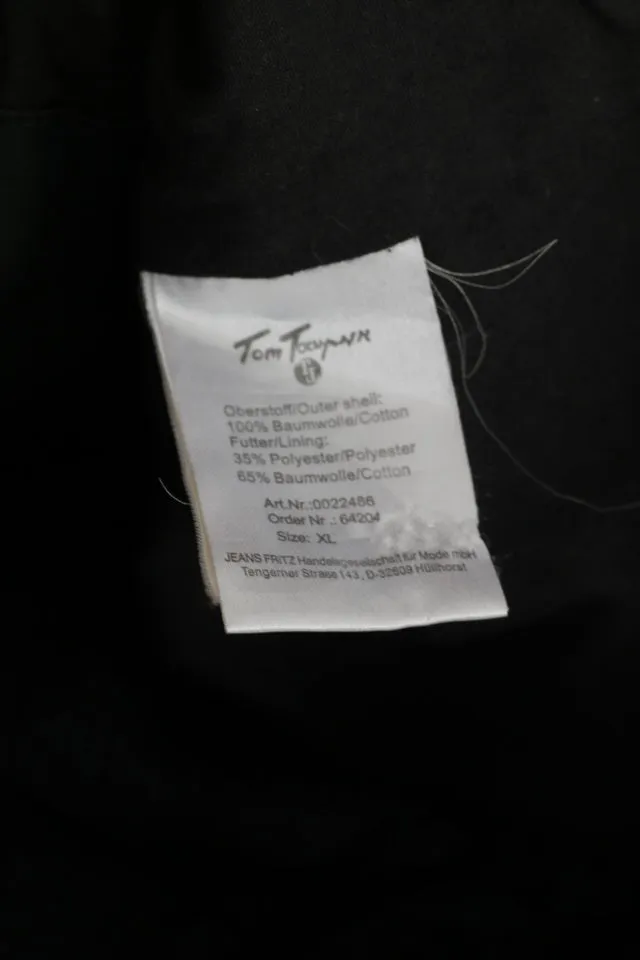 Tom Tompson
Oberstoff/Outer shell:
100% Baumwolle/Cotton
Futter/Lining:
35% Polyester/Polyester
65% Baumwolle/Cotton
Art.Nr.:0022486
Order Nr .: 64204
Size: XL
JEANS FRITZ Handelsgesellschaft für Mode mbH
Tengerner Strasse 143, D-32609 Hüllhorst